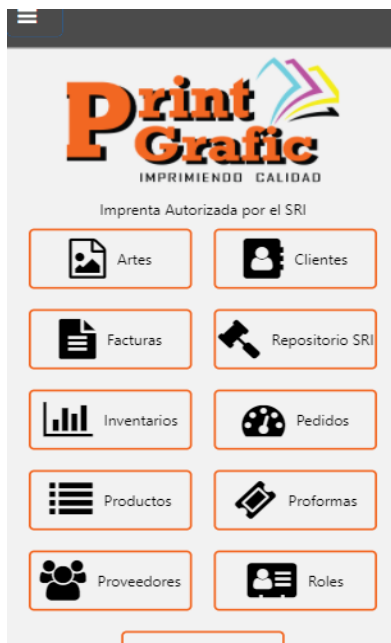 Print
Grafic
IMPRIMIENDO CALIDAD
Imprenta Autorizada por el SRI
Artes
Clientes
Facturas
Repositorio SRI
Inventarios
Pedidos
Productos
Proformas
Proveedores
Roles